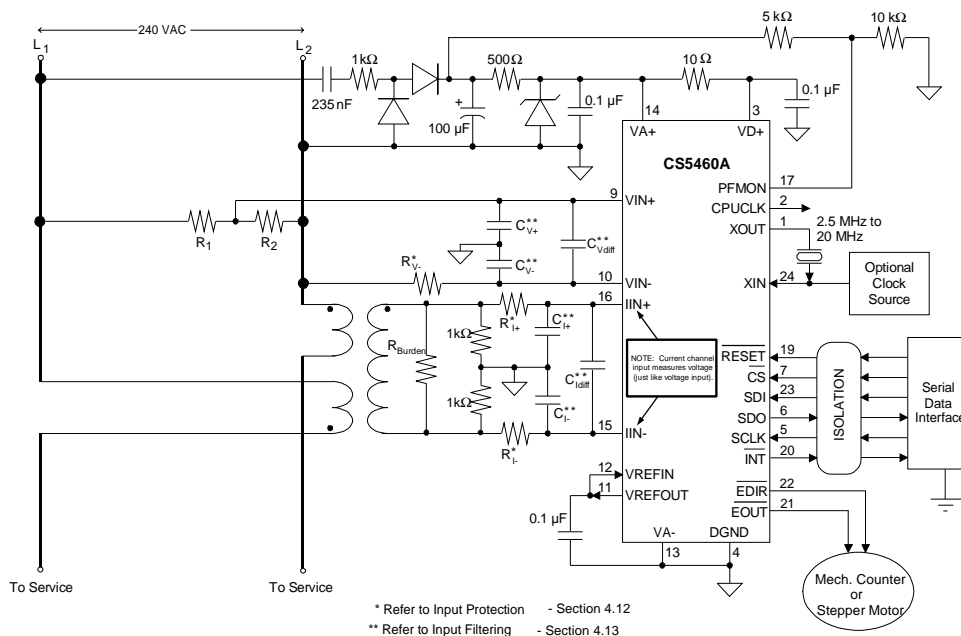 240 VAC
L1
L2
5 kΩ
10 kΩ
1kΩ
500Ω
10 Ω
235nF
+
100 µF
0.1 µF
0.1 µF
14
3
VA+
VD+
CS5460A
PFMON
17
CPUCLK
2
XOUT
1
2.5 MHz to
20 MHz
XIN
24
Optional
Clock
Source
9
VIN+
R1
R2
CV+**
CVdiff**
CV-**
RV-*
10
VIN-
16
IIN+
RI+*
CI+**
1kΩ
RBurden
CIdiff**
NOTE: Current channel
input measures voltage
(just like voltage input).
1kΩ
CI-**
RI-*
15
IIN-
RESET
19
CS
7
SDI
23
SDO
6
SCLK
5
INT
20
ISOLATION
Serial
Data
Interface
12
VREFIN
11
VREFOUT
EDIR
22
EOUT
21
0.1 µF
VA-
DGND
13
4
To Service
To Service
Mech. Counter
or
Stepper Motor
* Refer to Input Protection - Section 4.12
** Refer to Input Filtering - Section 4.13